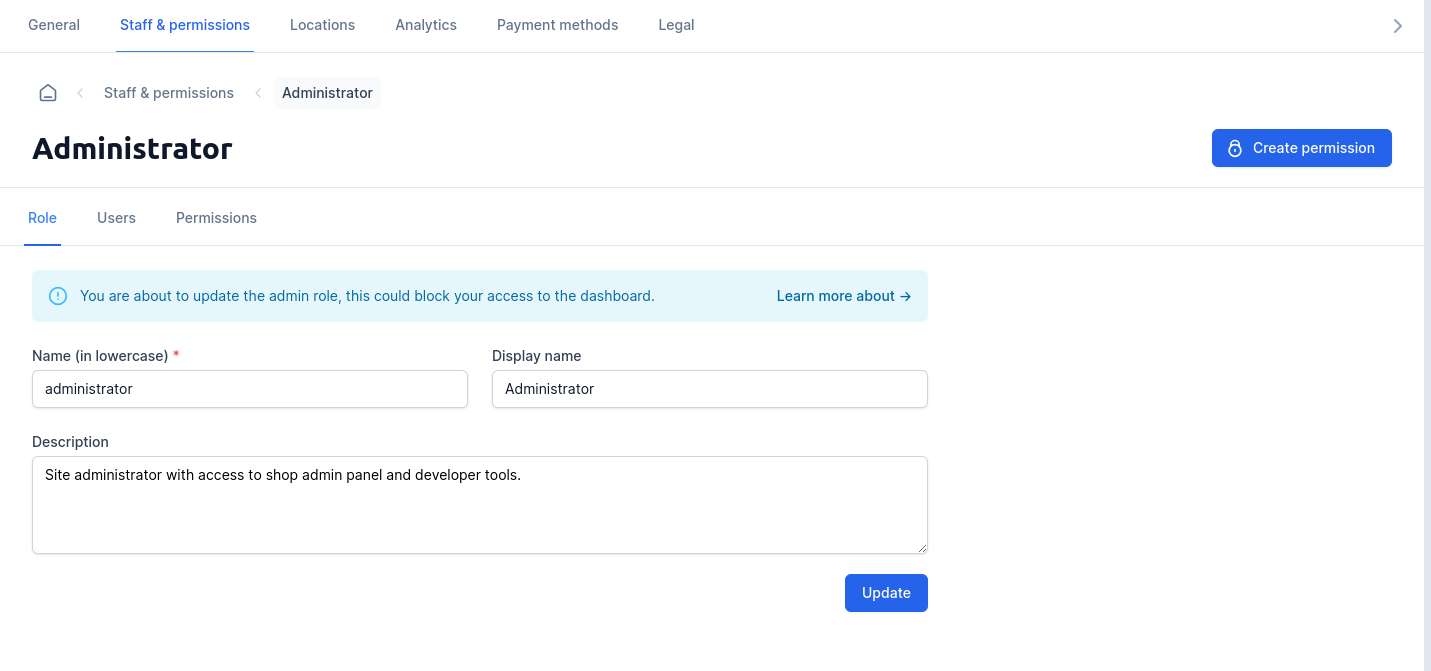 General Staff & permissions Locations Analytics Payment methods Legal
Staff & permissions Administrator
Administrator
Create permission
Role Users Permissions
You are about to update the admin role, this could block your access to the dashboard. Learn more about →
Name (in lowercase) * Display name
administrator Administrator
Description
Site administrator with access to shop admin panel and developer tools.
Update